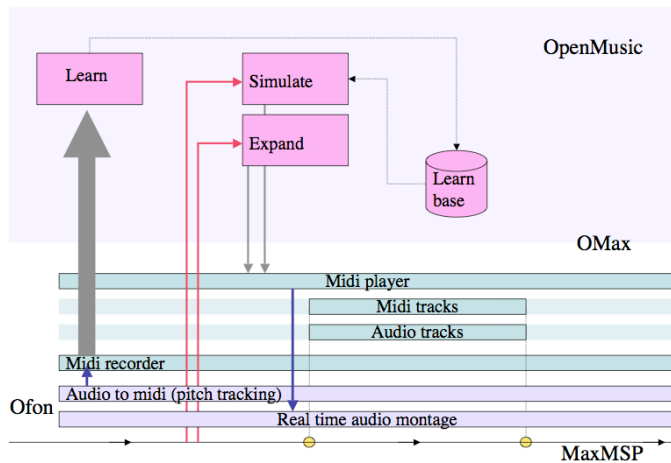 OpenMusic
Learn
Simulate
Expand
Learn
base
OMax
Midi player
Midi tracks
Audio tracks
Midi recorder
Audio to midi (pitch tracking)
Ofon
Real time audio montage
MaxMSP